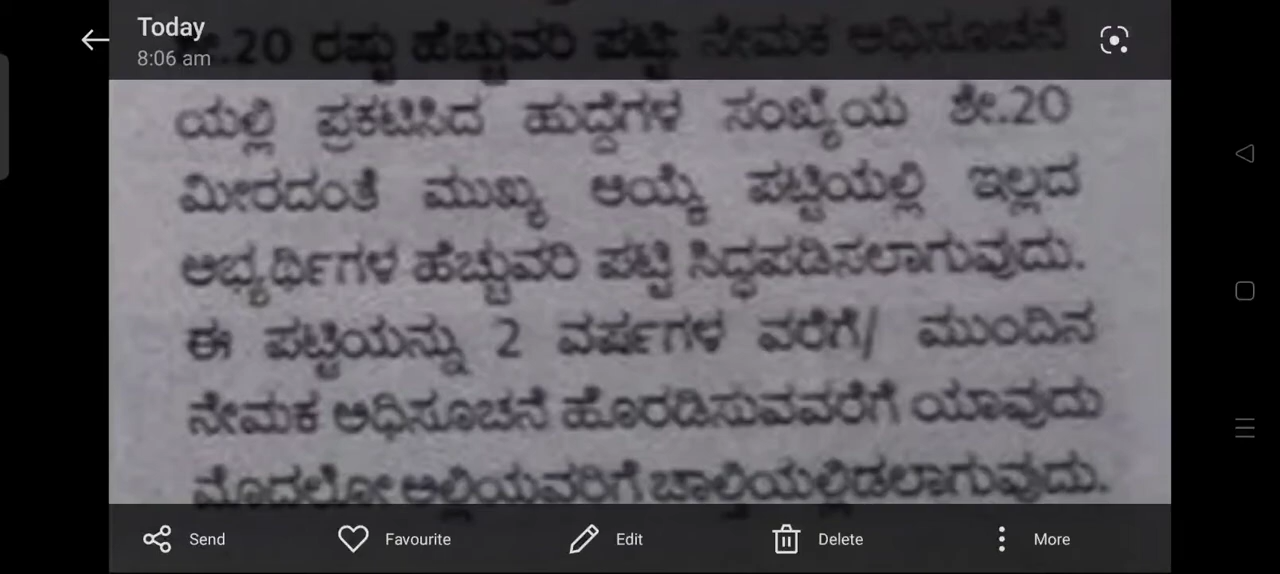 Today
8:06 am
ಶೇ.20 ರಷ್ಟು ಹೆಚ್ಚುವರಿ ಪಟ್ಟಿ ನೇಮಕ ಅಧಿಸೂಚನೆ
ಯಲ್ಲಿ ಪ್ರಕಟಿಸಿದ ಹುದ್ದೆಗಳ ಸಂಖ್ಯೆಯ ಶೇ.20
ಮೀರದಂತೆ ಮುಖ್ಯ ಆಯ್ಕೆ ಪಟ್ಟಿಯಲ್ಲಿ ಇಲ್ಲದ
ಅಭ್ಯರ್ಥಿಗಳ ಹೆಚ್ಚುವರಿ ಪಟ್ಟಿ ಸಿದ್ಧಪಡಿಸಲಾಗುವುದು.
ಈ ಪಟ್ಟಿಯನ್ನು 2 ವರ್ಷಗಳ ವರೆಗೆ/ ಮುಂದಿನ
ನೇಮಕ ಅಧಿಸೂಚನೆ ಹೊರಡಿಸುವವರೆಗೆ ಯಾವುದು
ಮೊದಲೋ ಅಲ್ಲಿಯವರಿಗೆ ಚಾಲ್ತಿಯಲ್ಲಿಡಲಾಗುವುದು.
Send Favourite Edit Delete More